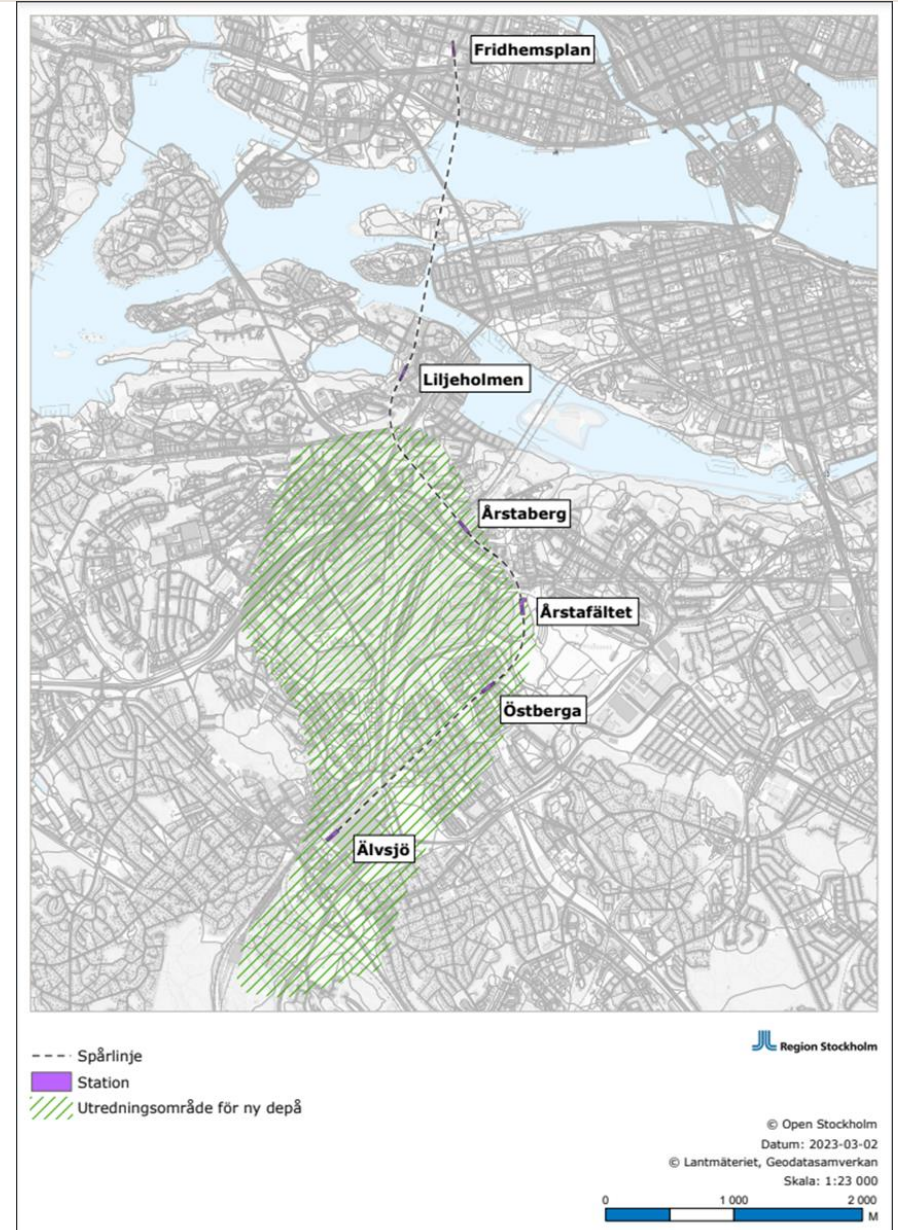 Fridhemsplan
Liljeholmen
Årstaberg
Årstafältet
Östberga
Älvsjö
Spårlinje
Station
Utredningsområde för ny depå
Region Stockholm
© Open Stockholm
Datum: 2023-03-02
© Lantmäteriet, Geodatasamverkan
Skala: 1:23 000
0 1 000 2 000
M